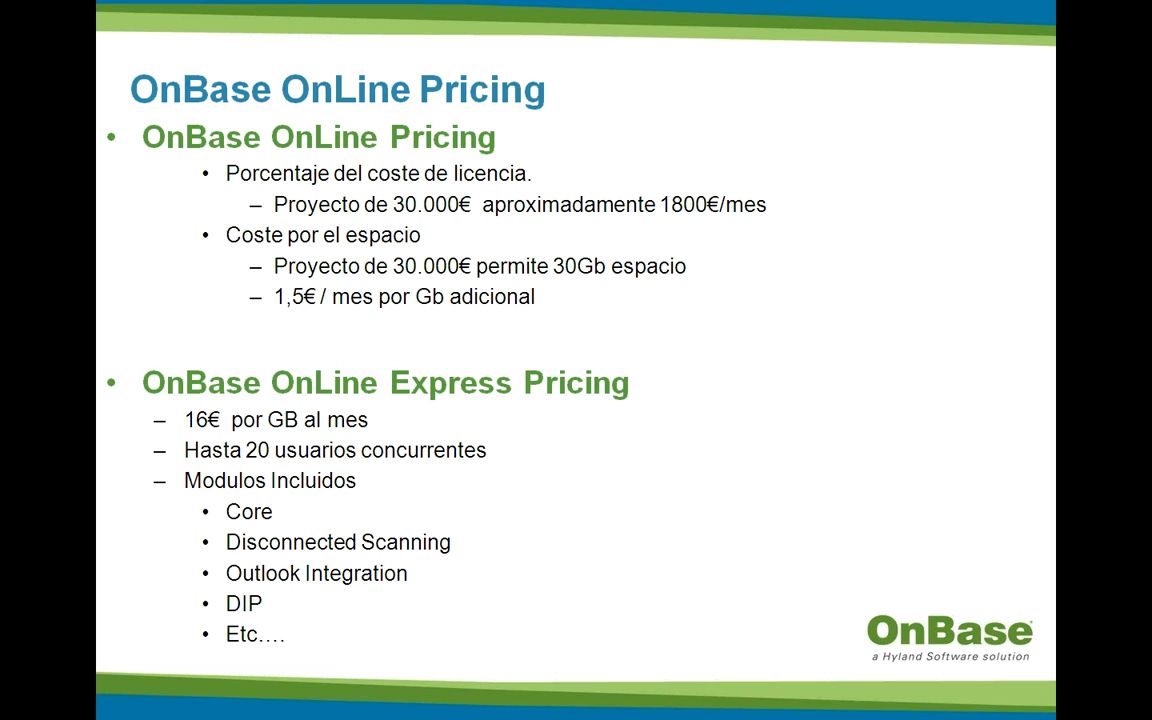 OnBase OnLine Pricing
• OnBase OnLine Pricing
• Porcentaje del coste de licencia.
– Proyecto de 30.000€ aproximadamente 1800€/mes
• Coste por el espacio
– Proyecto de 30.000€ permite 30Gb espacio
– 1,5€ / mes por Gb adicional
• OnBase OnLine Express Pricing
– 16€ por GB al mes
– Hasta 20 usuarios concurrentes
– Modulos Incluidos
• Core
• Disconnected Scanning
• Outlook Integration
• DIP
• Etc….
OnBase
a Hyland Software solution